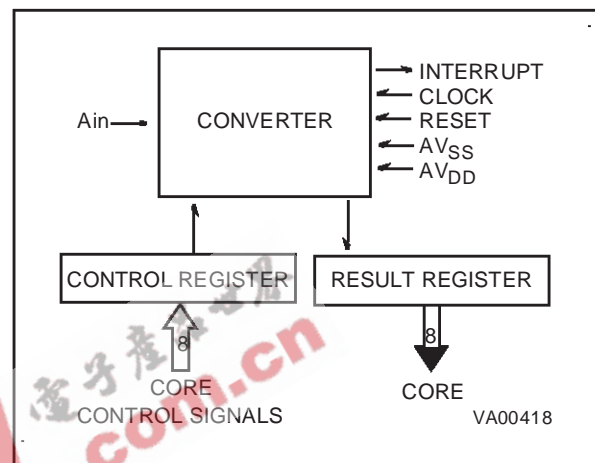 INTERRUPT
CLOCK
Ain
CONVERTER
RESET
AVSS
AVDD
CONTROL REGISTER
RESULT REGISTER
8
8
CORE
CONTROL SIGNALS
CORE
VA00418
com.cn